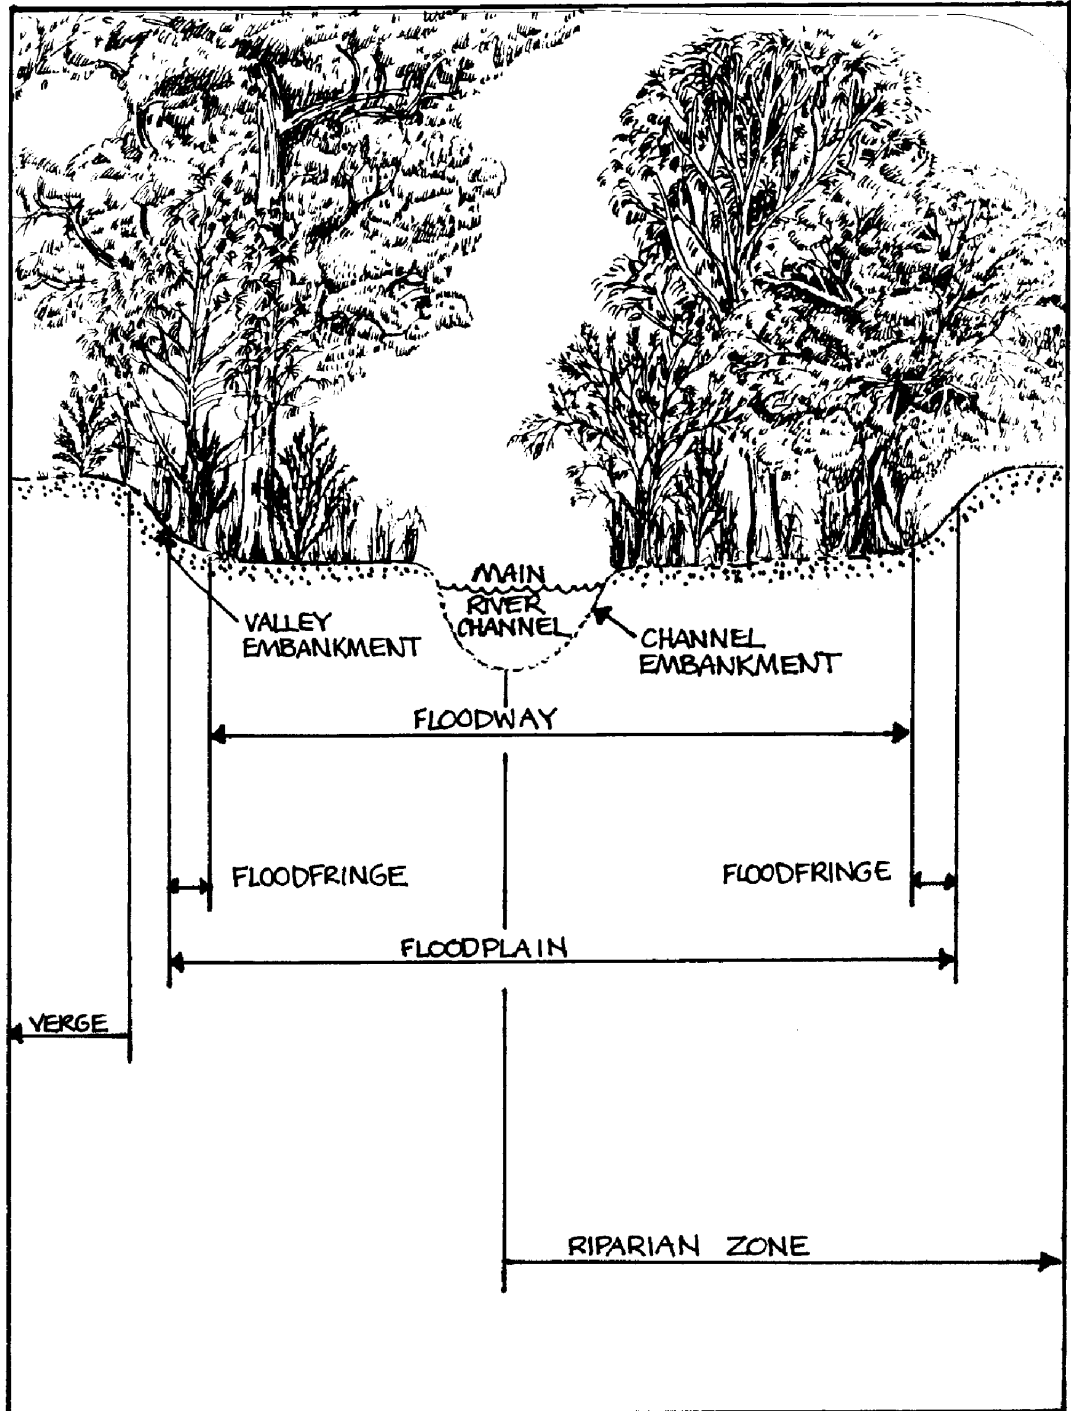 MAIN
RIVER
CHANNEL
VALLEY
EMBANKMENT
CHANNEL
EMBANKMENT
FLOODWAY
FLOODFRINGE
FLOODFRINGE
FLOODPLAIN
VERGE
RIPARIAN ZONE